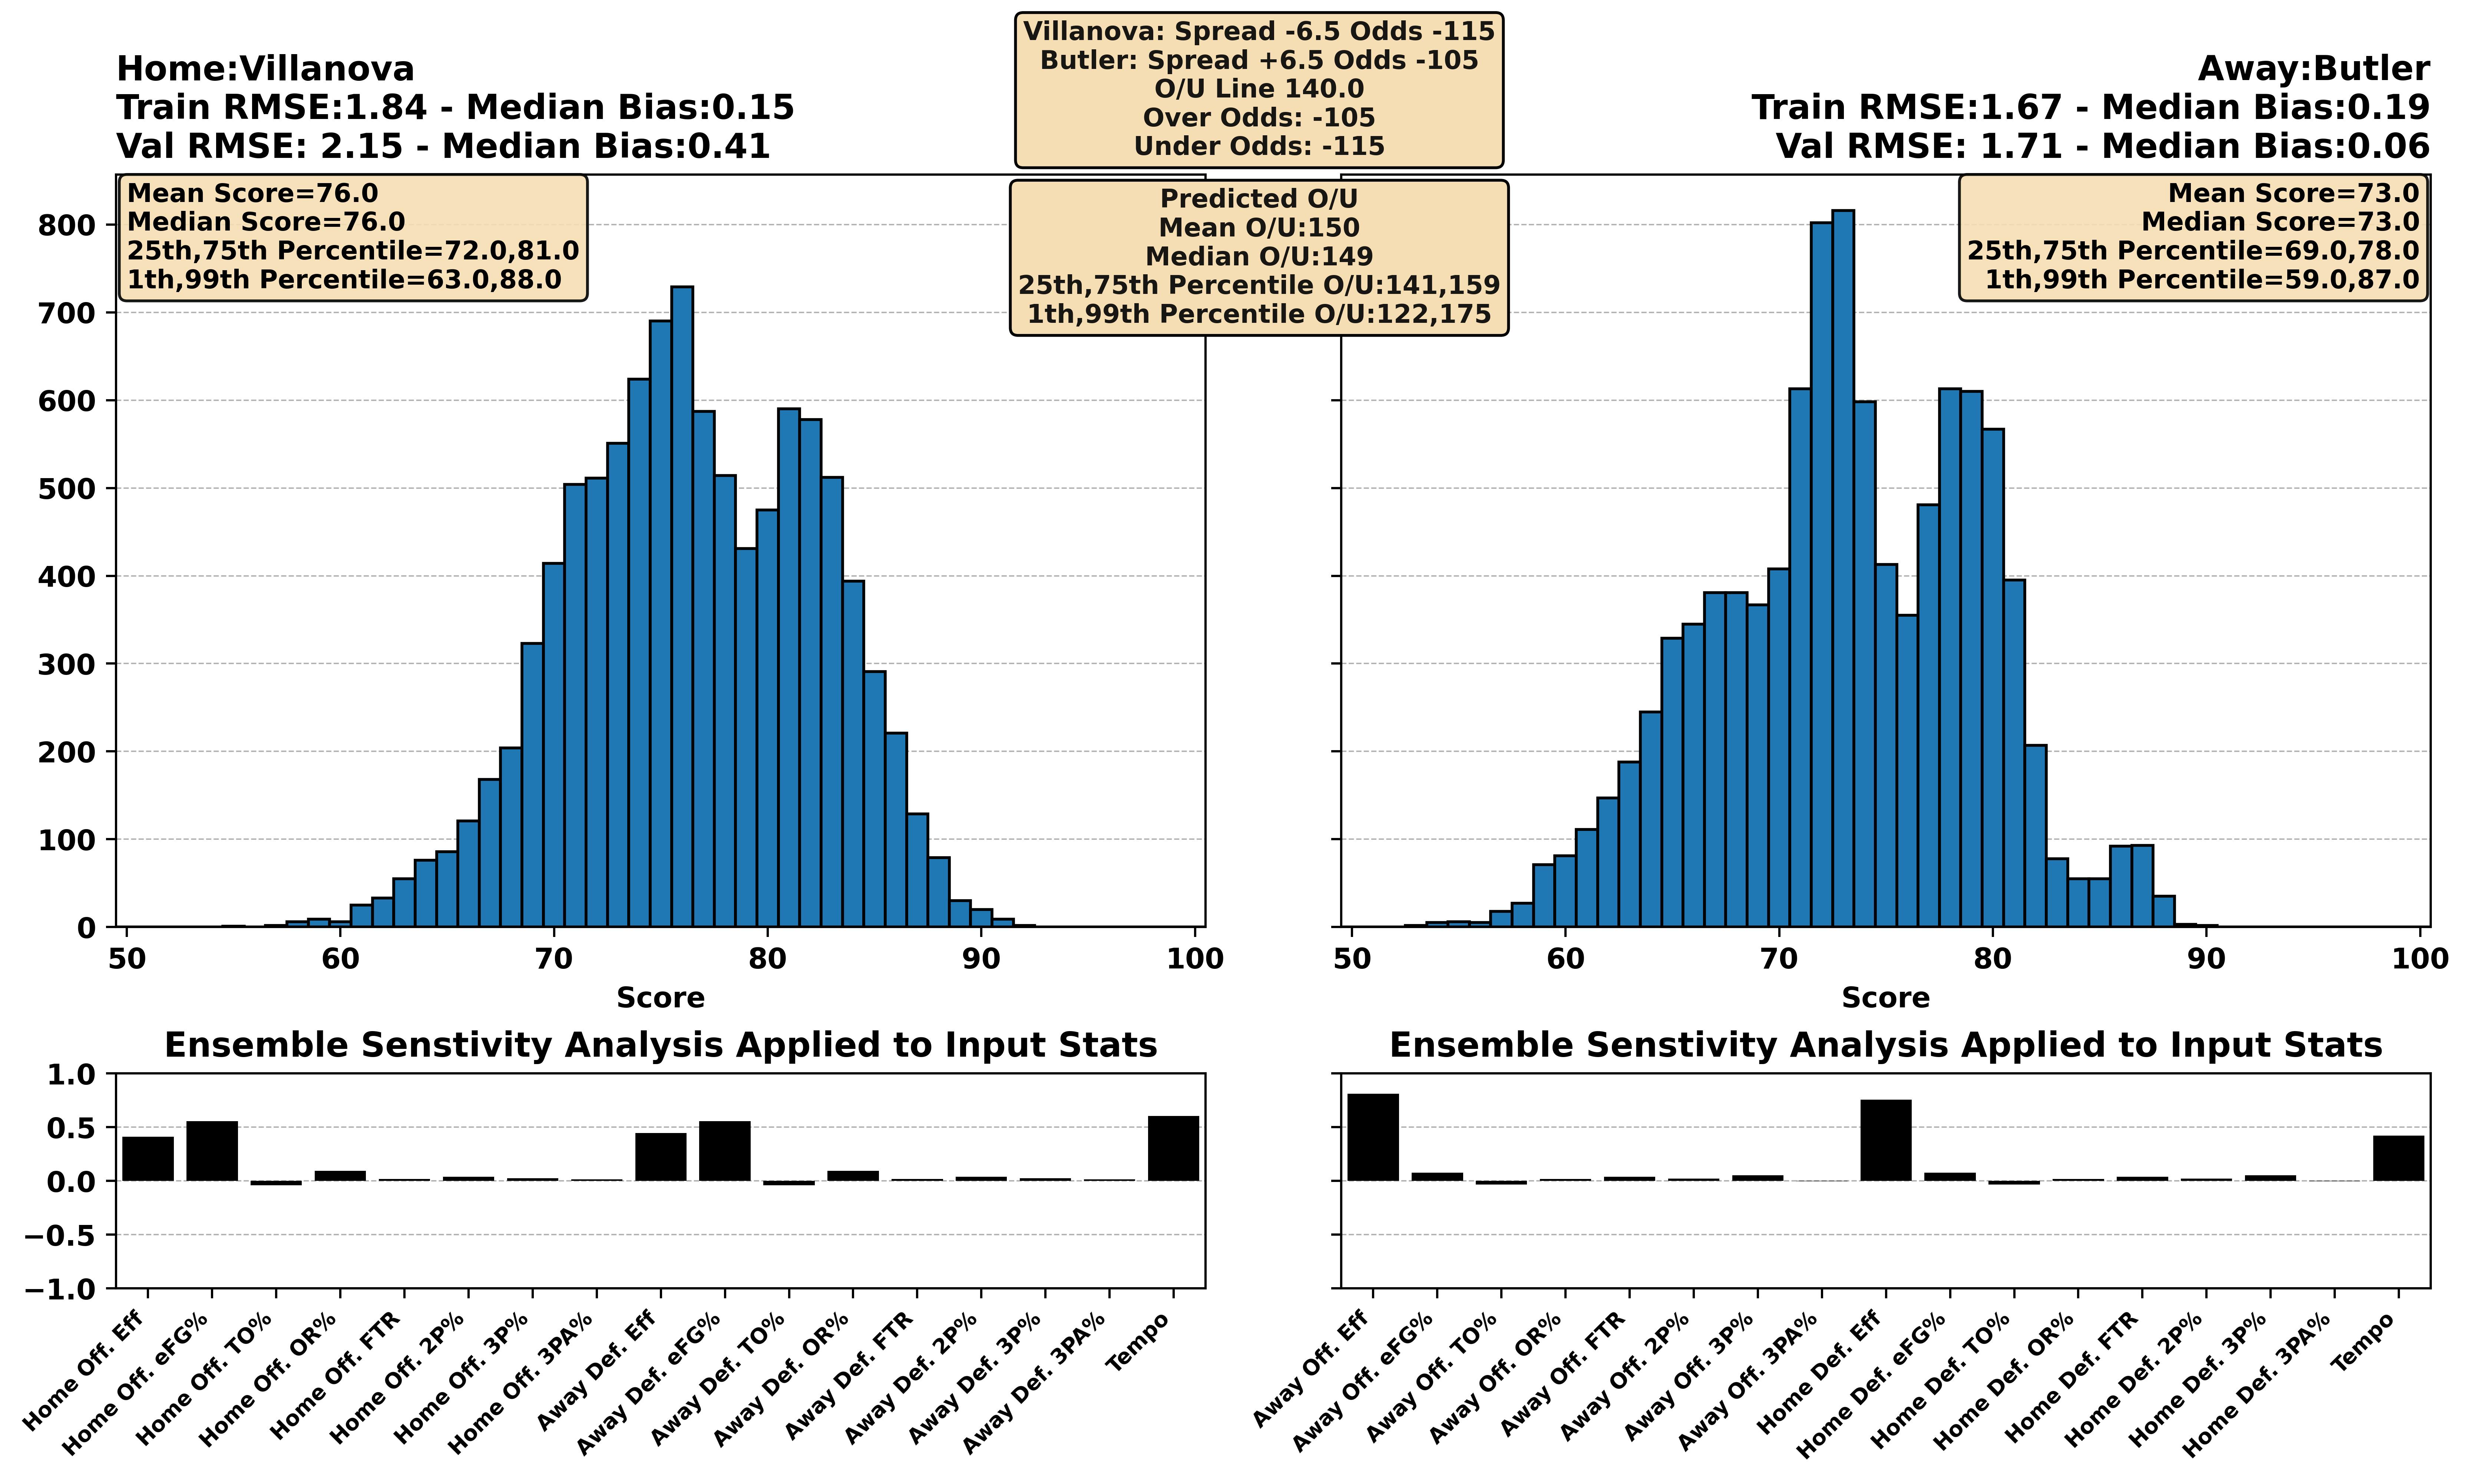 Villanova: Spread -6.5 Odds -115
Butler: Spread +6.5 Odds -105
O/U Line 140.0
Over Odds: -105
Under Odds: -115
Home:Villanova
Train RMSE:1.84 - Median Bias:0.15
Val RMSE: 2.15 - Median Bias:0.41
Away:Butler
Train RMSE:1.67 - Median Bias:0.19
Val RMSE: 1.71 - Median Bias:0.06
Mean Score=76.0
Median Score=76.0
25th,75th Percentile=72.0,81.0
1th,99th Percentile=63.0,88.0
Predicted O/U
Mean O/U:150
Median O/U:149
25th,75th Percentile O/U:141,159
1th,99th Percentile O/U:122,175
Mean Score=73.0
Median Score=73.0
25th,75th Percentile=69.0,78.0
1th,99th Percentile=59.0,87.0
800
700
600
500
400
300
200
100
0
50 60 70 80 90 100
Score
50 60 70 80 90 100
Score
Ensemble Senstivity Analysis Applied to Input Stats
1.0
0.5
0.0
−0.5
−1.0
Home Off. Eff
Home Off. eFG%
Home Off. TO%
Home Off. OR%
Home Off. FTR
Home Off. 2P%
Home Off. 3P%
Home Off. 3PA%
Away Def. Eff
Away Def. eFG%
Away Def. TO%
Away Def. OR%
Away Def. FTR
Away Def. 2P%
Away Def. 3P%
Away Def. 3PA%
Tempo
Ensemble Senstivity Analysis Applied to Input Stats
Away Off. Eff
Away Off. eFG%
Away Off. TO%
Away Off. OR%
Away Off. FTR
Away Off. 2P%
Away Off. 3P%
Away Off. 3PA%
Home Def. Eff
Home Def. eFG%
Home Def. TO%
Home Def. OR%
Home Def. FTR
Home Def. 2P%
Home Def. 3P%
Home Def. 3PA%
Tempo